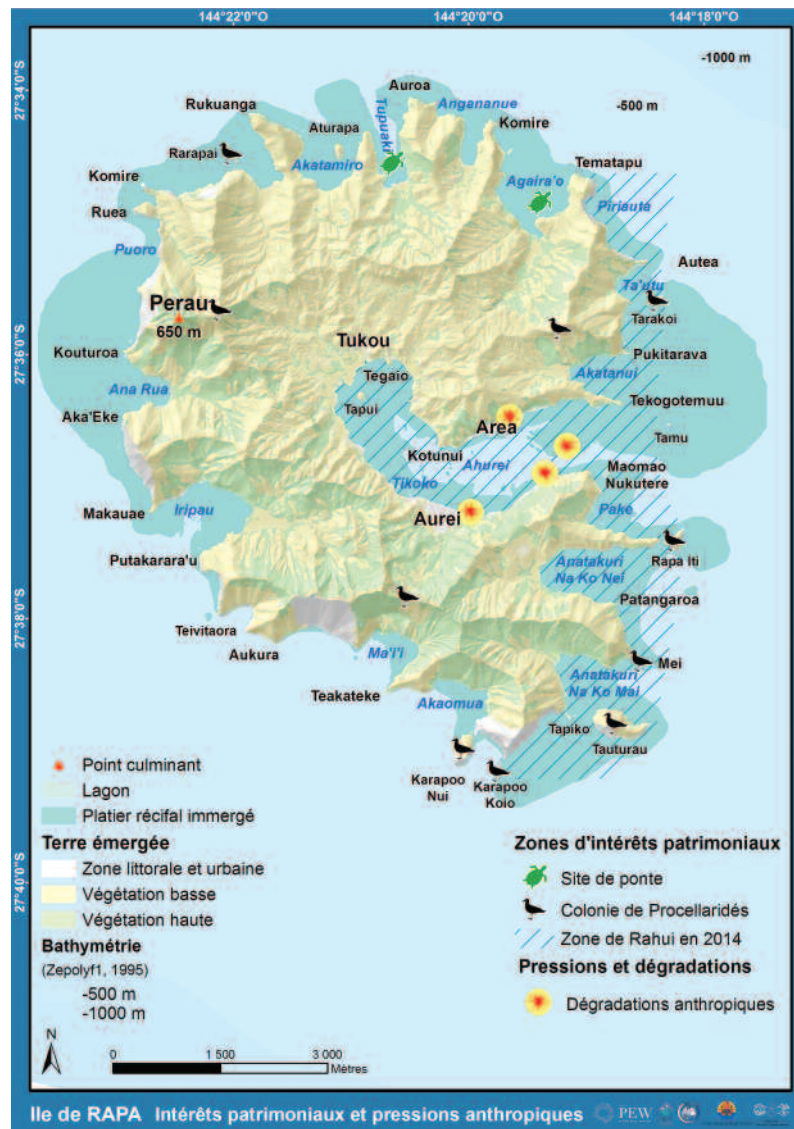 144°22'0"O
144°20'0"O
144°18'0"O
-1000 m
27°34'0"S
Auroa
Rukuanga
Angananue
-500 m
Tupuaki
Aturapa
Komire
Rarapai
Akatamiro
Tematapu
Komire
Agaira'o
Ruea
Piriauta
Puoro
Autea
Ta'utu
Perau
650 m
Tarakoi
27°36'0"S
Tukou
Kouturoa
Pukitarava
Tegaio
Akatanui
Ana Rua
Tapui
Tekogotemuu
Aka'Eke
Area
Tamu
Kotunui
Ahurei
Maomao
Nukutere
Tikoko
Makauae
Iripau
Aurei
Pake
Rapa Iti
Putakarara'u
Anatakuri
Na Ko Nei
27°38'0"S
Patangaroa
Teivitaora
Aukura
Ma'i'i
Mei
Anatakuri
Na Ko Mai
Teakateke
Akaomua
Tapiko
Tauturau
Karapoo
Nui
Karapoo
Koio
Point culminant
Lagon
Platier récifal immergé
Terre émergée
Zone littorale et urbaine
Végétation basse
Végétation haute
27°40'0"S
Bathymétrie
(Zepolyf1, 1995)
-500 m
-1000 m
Zones d'intérêts patrimoniaux
Site de ponte
Colonie de Procellaridés
Zone de Rahui en 2014
Pressions et dégradations
Dégradations anthropiques
N
0 1 500 3 000
Mètres
Ile de RAPA Intérêts patrimoniaux et pressions anthropiques PEW